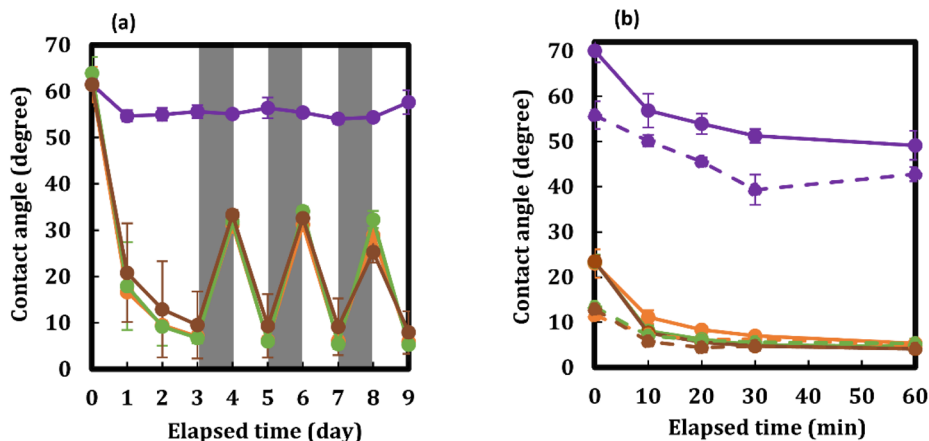 (a)
70
60
50
40
30
20
10
0
Contact angle (degree)
0 1 2 3 4 5 6 7 8 9
Elapsed time (day)
(b)
70
60
50
40
30
20
10
0
Contact angle (degree)
0 10 20 30 40 50 60
Elapsed time (min)